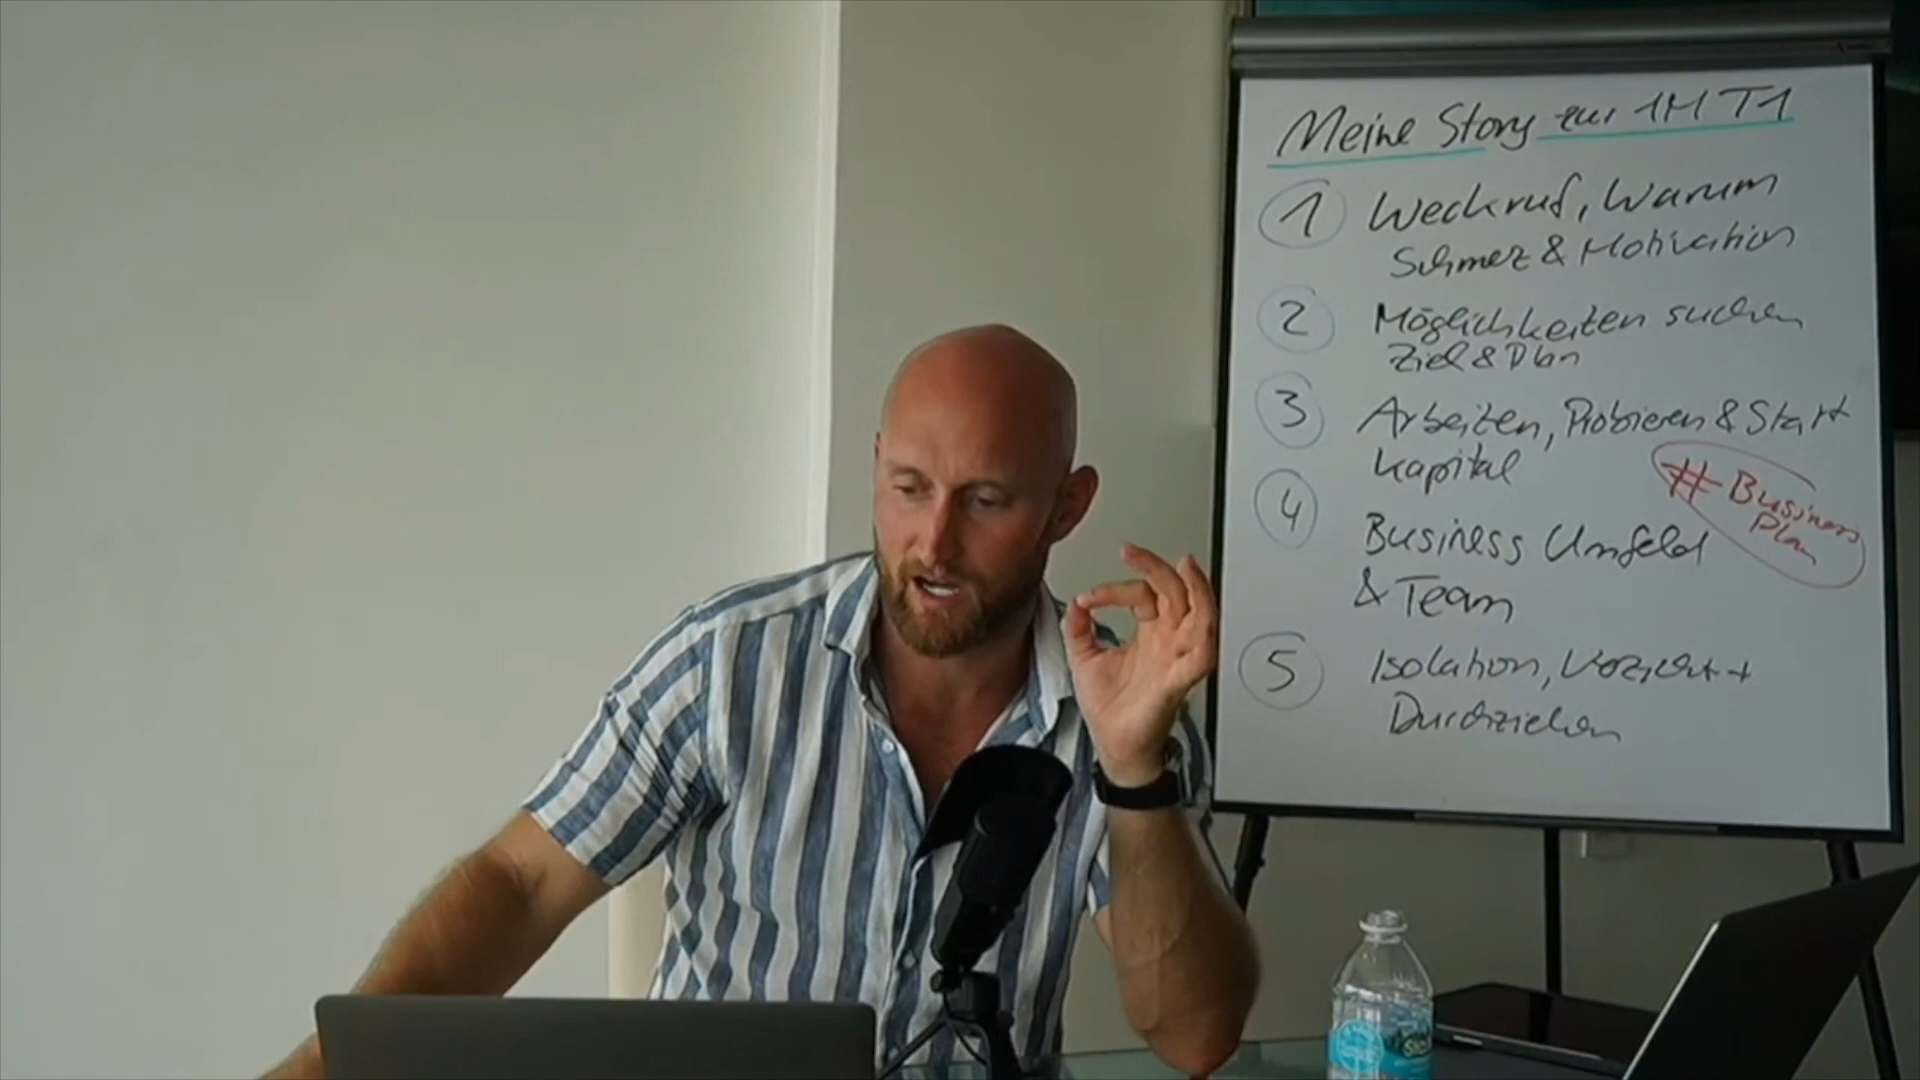 Meine Story zur 1M T1
1 Weckruf, Warum
Schmerz & Motivation
2 Möglichkeiten suchen
Ziel & Plan
3 Arbeiten, Probieren & Start
kapital
# Business
Plan
4 Business Umfeld
& Team
5 Isolation, Verzicht +
Durchziehen